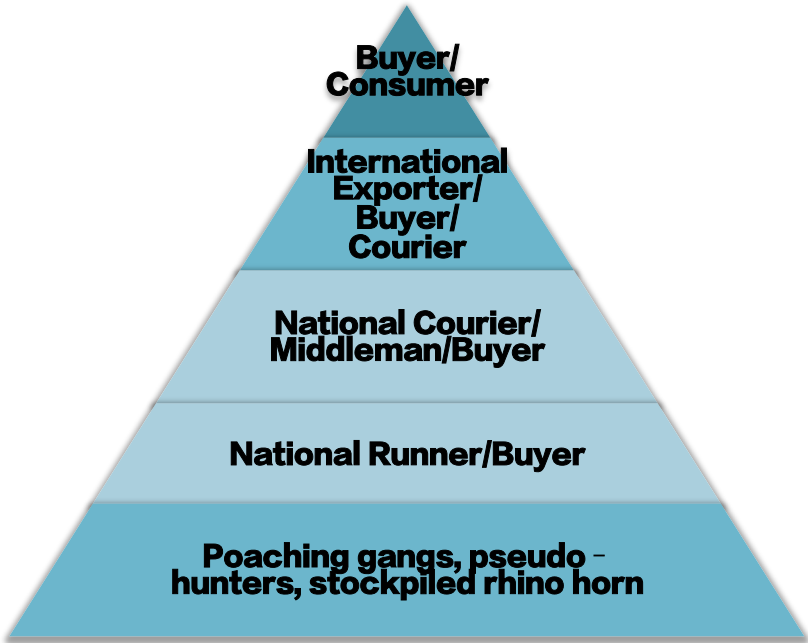 Buyer/
Consumer
International
Exporter/
Buyer/
Courier
National Courier/
Middleman/Buyer
National Runner/Buyer
Poaching gangs, pseudo –
hunters, stockpiled rhino horn